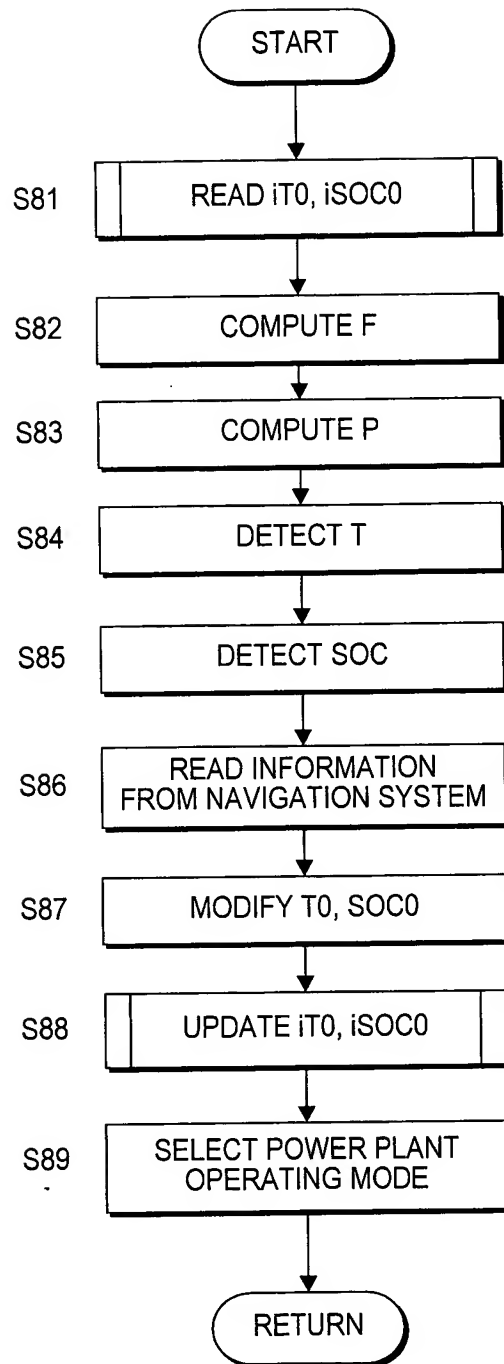 START
S81
READ iT0, iSOC0
S82
COMPUTE F
S83
COMPUTE P
S84
DETECT T
S85
DETECT SOC
S86
READ INFORMATION
FROM NAVIGATION SYSTEM
S87
MODIFY T0, SOC0
S88
UPDATE iT0, iSOC0
S89
SELECT POWER PLANT
OPERATING MODE
RETURN